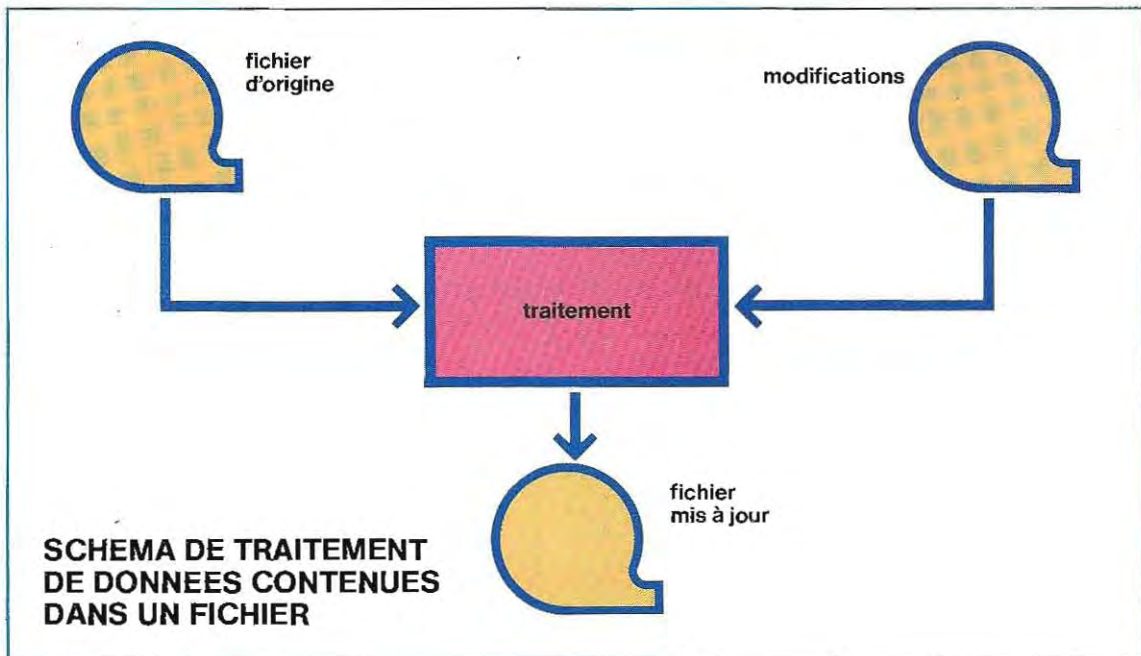 fichier
d'origine
modifications
traitement
fichier
mis à jour
SCHEMA DE TRAITEMENT
DE DONNEES CONTENUES
DANS UN FICHIER